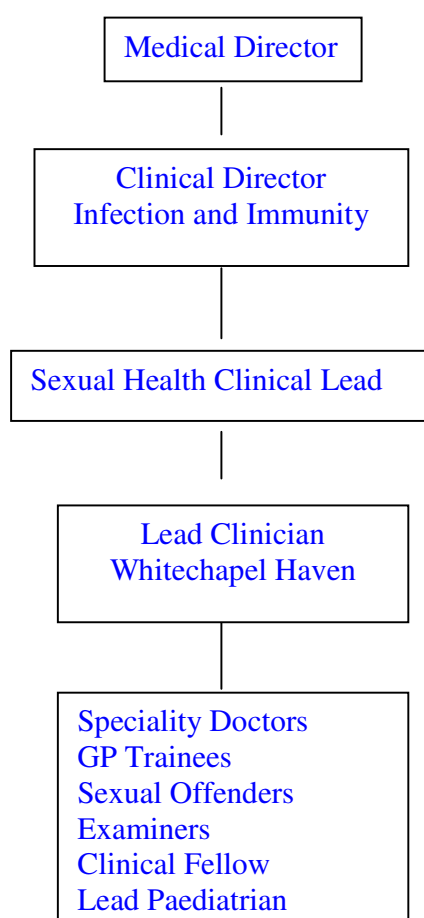 Medical Director
Clinical Director
Infection and Immunity
Sexual Health Clinical Lead
Lead Clinician
Whitechapel Haven
Speciality Doctors
GP Trainees
Sexual Offenders
Examiners
Clinical Fellow
Lead Paediatrian